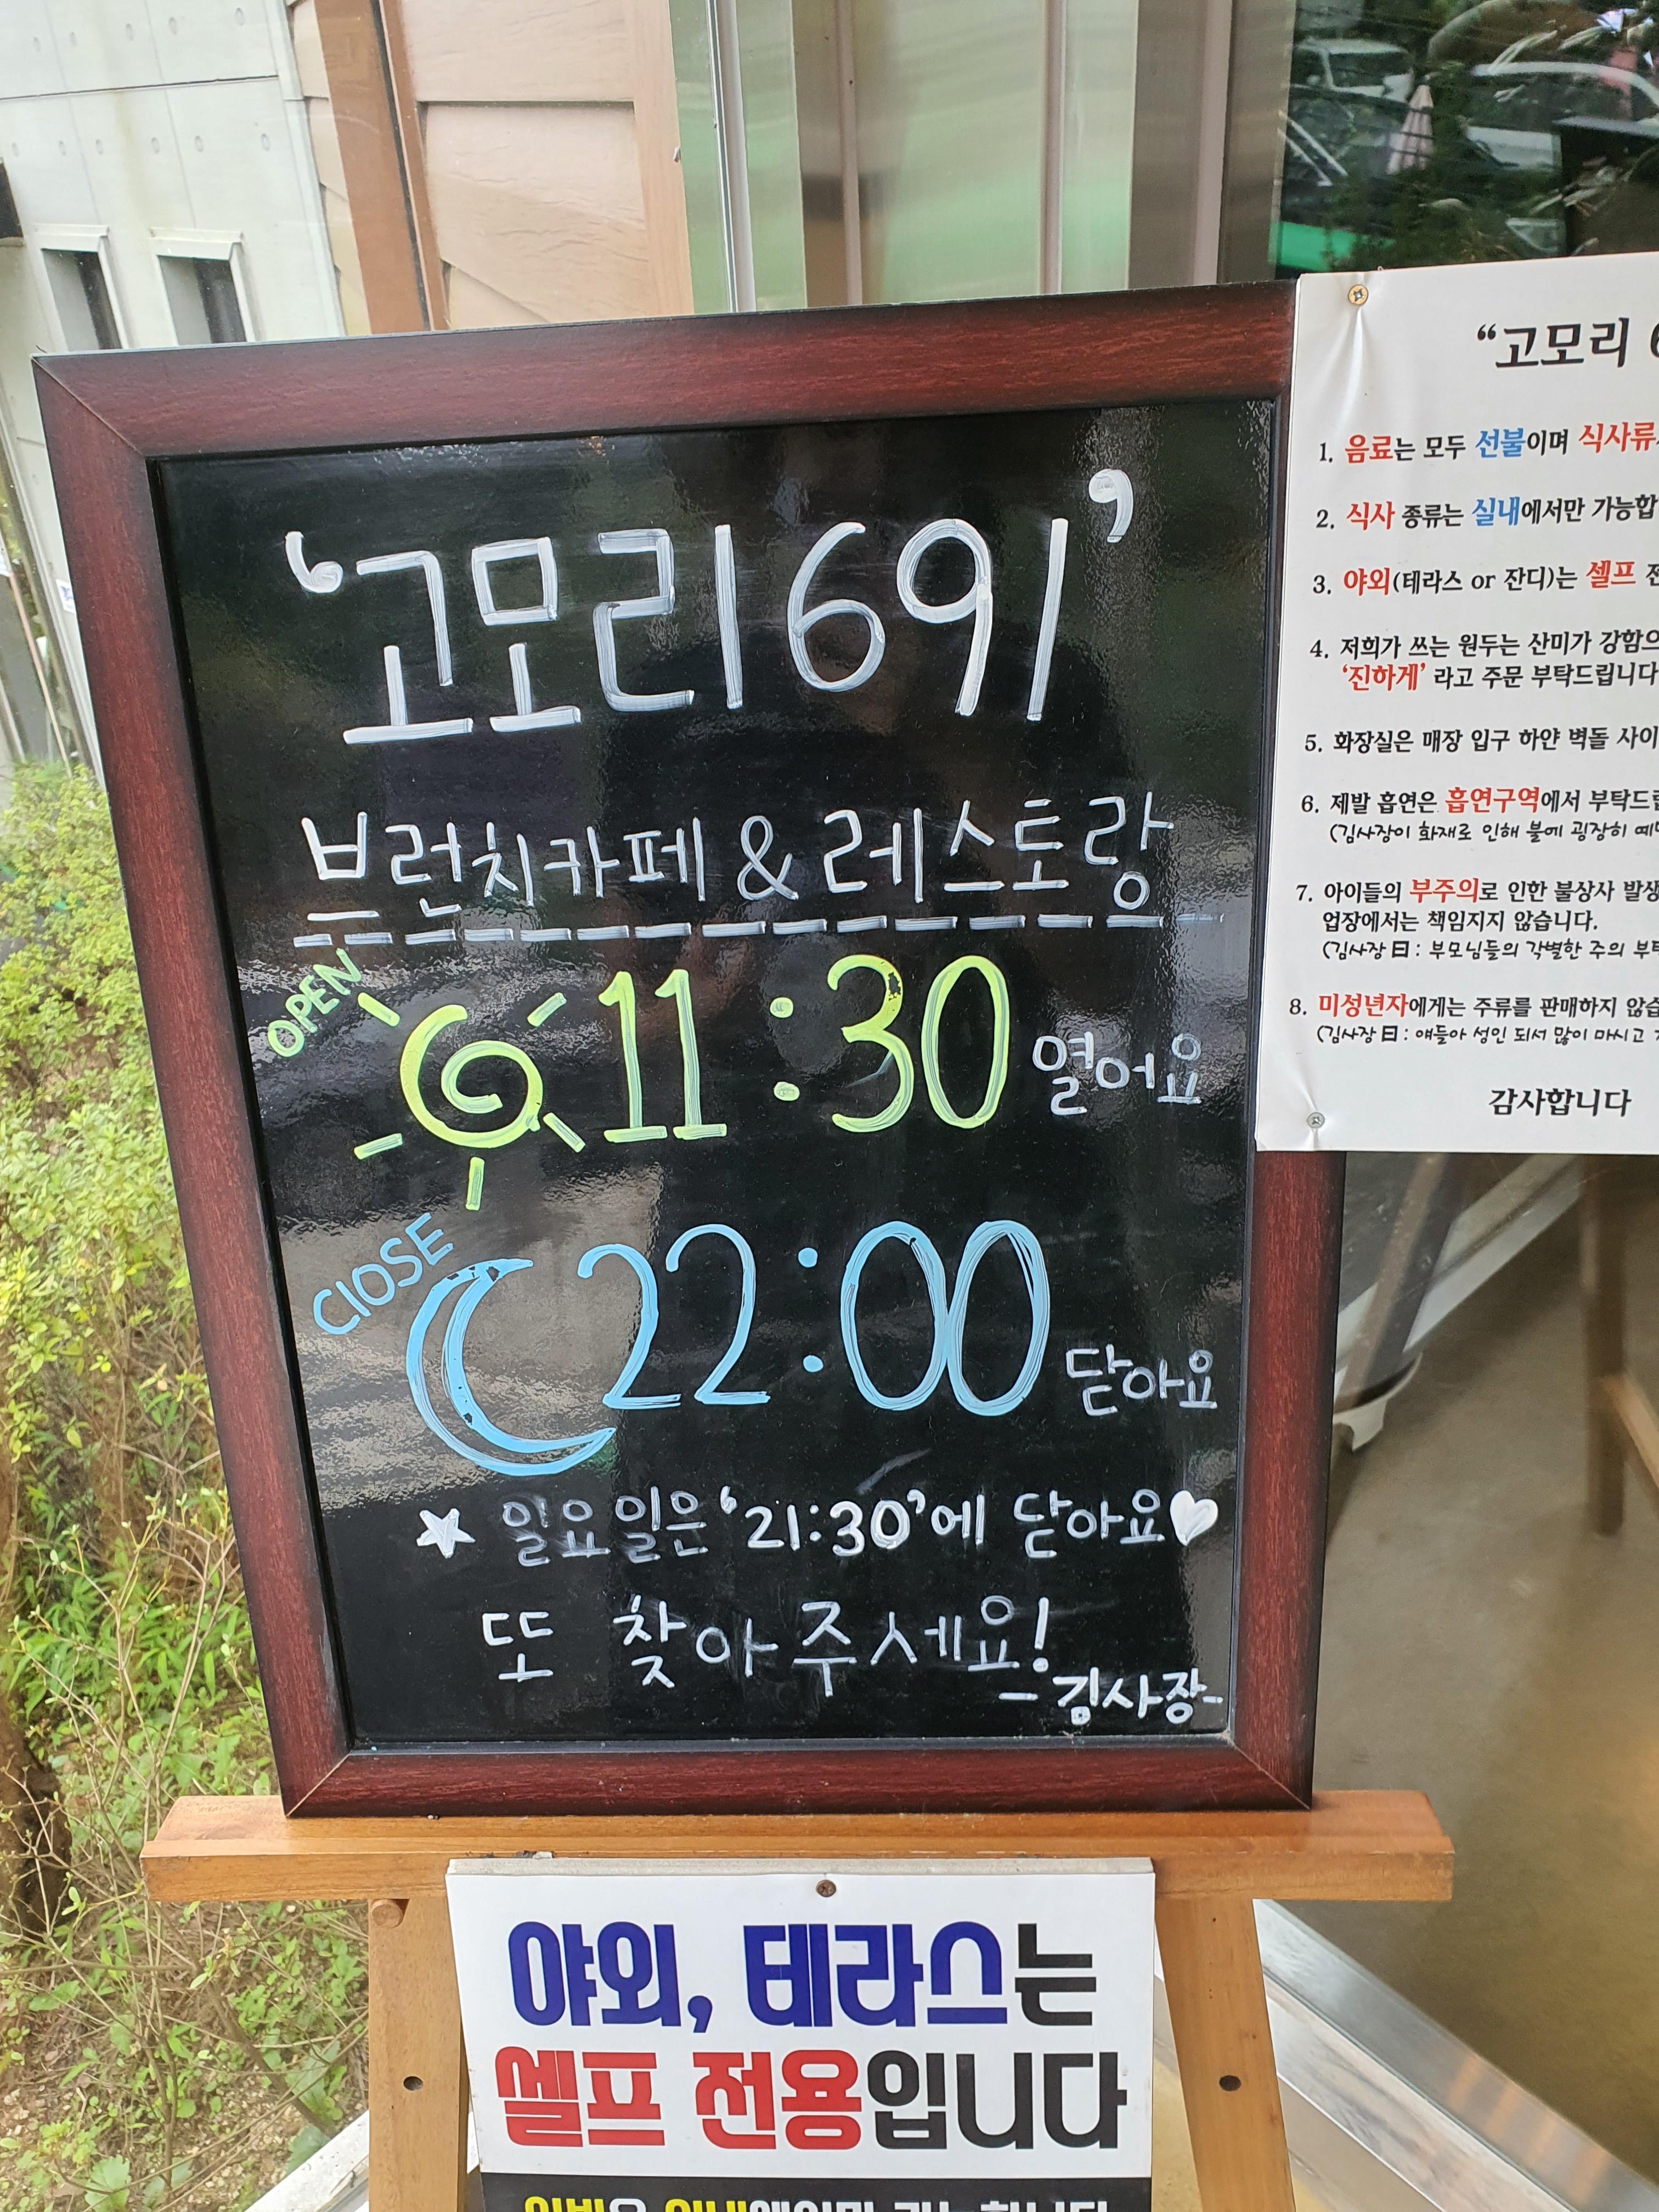 ‘고모리691’
브런치카페 & 레스토랑
OPEN
11:30 열어요
CLOSE
22:00 닫아요
★ 일요일은 ‘21:30’에 닫아요♥
또 찾아주세요!
-김사장-
“고모리
1. 음료는 모두 선불이며 식사류
2. 식사 종류는 실내에서만 가능합
3. 야외(테라스 or 잔디)는 셀프
4. 저희가 쓰는 원두는 산미가 강함으
‘진하게’ 라고 주문 부탁드립니다
5. 화장실은 매장 입구 하얀 벽돌 사이
6. 제발 흡연은 흡연구역에서 부탁드립
(김사장이 화재로 인해 불에 굉장히 예민
7. 아이들의 부주의로 인한 불상사 발생
업장에서는 책임지지 않습니다.
(김사장 曰 : 부모님들의 각별한 주의 부탁
8. 미성년자에게는 주류를 판매하지 않습
(김사장 曰 : 얘들아 성인 되서 많이 마시고
감사합니다
야외, 테라스는
셀프 전용입니다